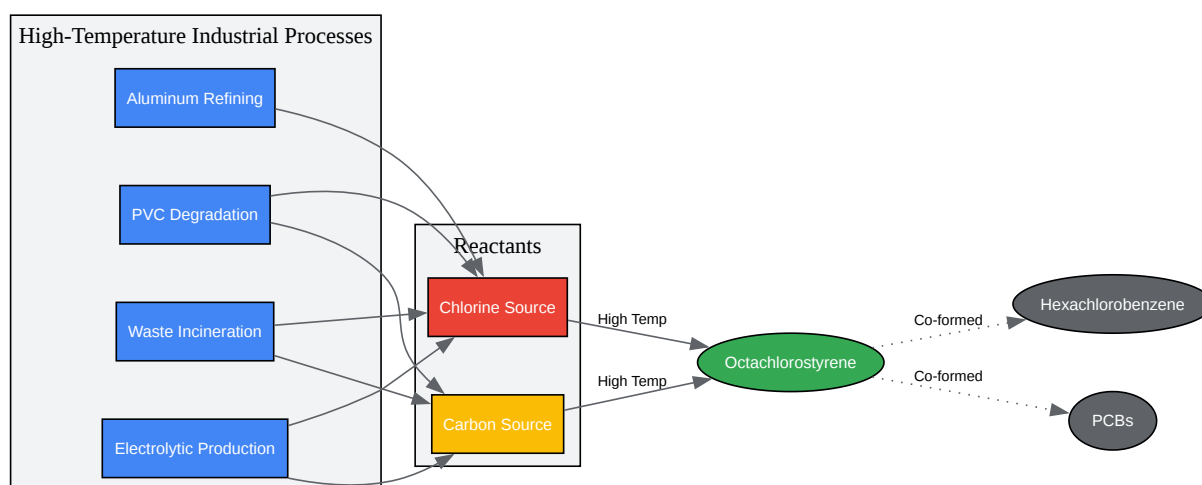 High-Temperature Industrial Processes
Aluminum Refining
PVC Degradation
Waste Incineration
Electrolytic Production
Reactants
Chlorine Source
Carbon Source
High Temp
High Temp
Octachlorostyrene
Co-formed
Co-formed
Hexachlorobenzene
PCBs